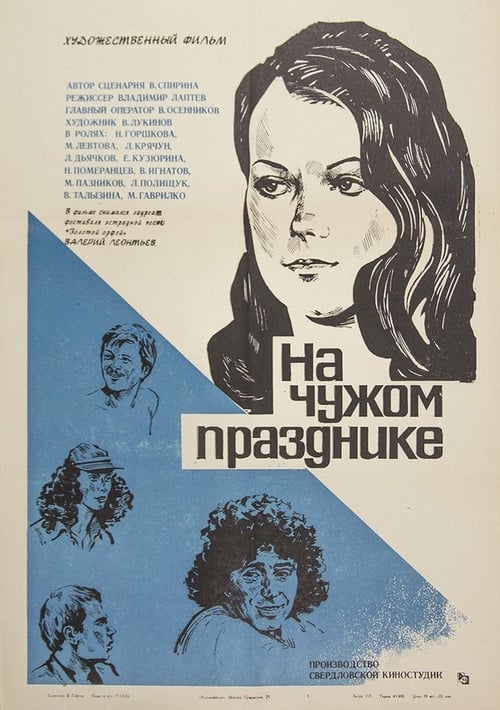 ХУДОЖЕСТВЕННЫЙ ФИЛЬМ
АВТОР СЦЕНАРИЯ В. СПИРИНА
РЕЖИССЕР ВЛАДИМИР ЛАПТЕВ
ГЛАВНЫЙ ОПЕРАТОР В. ОСЕННИКОВ
ХУДОЖНИК В. ЛУКИНОВ
В РОЛЯХ: Н. ГОРШКОВА,
М. ЛЕВТОВА, Л. КРЯЧУН,
Л. ДЬЯЧКОВ, Е. КУЗЮРИНА,
Н. ПОМЕРАНЦЕВ, В. ИГНАТОВ,
М. ПАЗНИКОВ, Л. ПОЛИЩУК,
В. ТАЛЫЗИНА, М. ГАВРИЛКО
В фильме снимался лауреат
фестиваля эстрадной песни
"Золотой орфей"
ВАЛЕРИЙ ЛЕОНТЬЕВ
На
чужом
празднике
ПРОИЗВОДСТВО
СВЕРДЛОВСКОЙ КИНОСТУДИИ